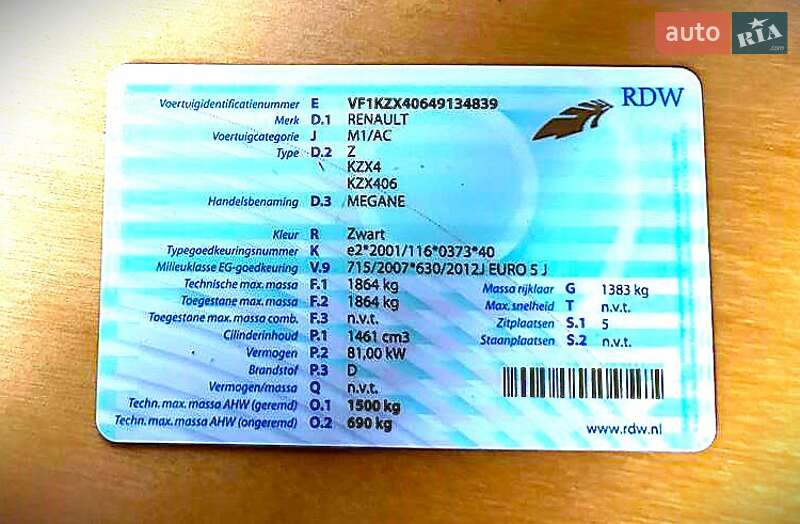 auto RIA.com
RDW
Voertuigidentificatienummer E VF1KZX40649134839
Merk D.1 RENAULT
Voertuigcategorie J M1/AC
Type D.2 Z
KZX4
KZX406
Handelsbenaming D.3 MEGANE
Kleur R Zwart
Typegoedkeuringsnummer K e2*2001/116*0373*40
Milieuklasse EG-goedkeuring V.9 715/2007*630/2012J EURO 5 J
Technische max. massa F.1 1864 kg Massa rijklaar G 1383 kg
Toegestane max. massa F.2 1864 kg Max. snelheid T n.v.t.
Toegestane max. massa comb. F.3 n.v.t. Zitplaatsen S.1 5
Cilinderinhoud P.1 1461 cm3 Staanplaatsen S.2 n.v.t.
Vermogen P.2 81,00 kW
Brandstof P.3 D
Vermogen/massa Q n.v.t.
Techn. max. massa AHW (geremd) O.1 1500 kg
Techn. max. massa AHW (ongeremd) O.2 690 kg
www.rdw.nl